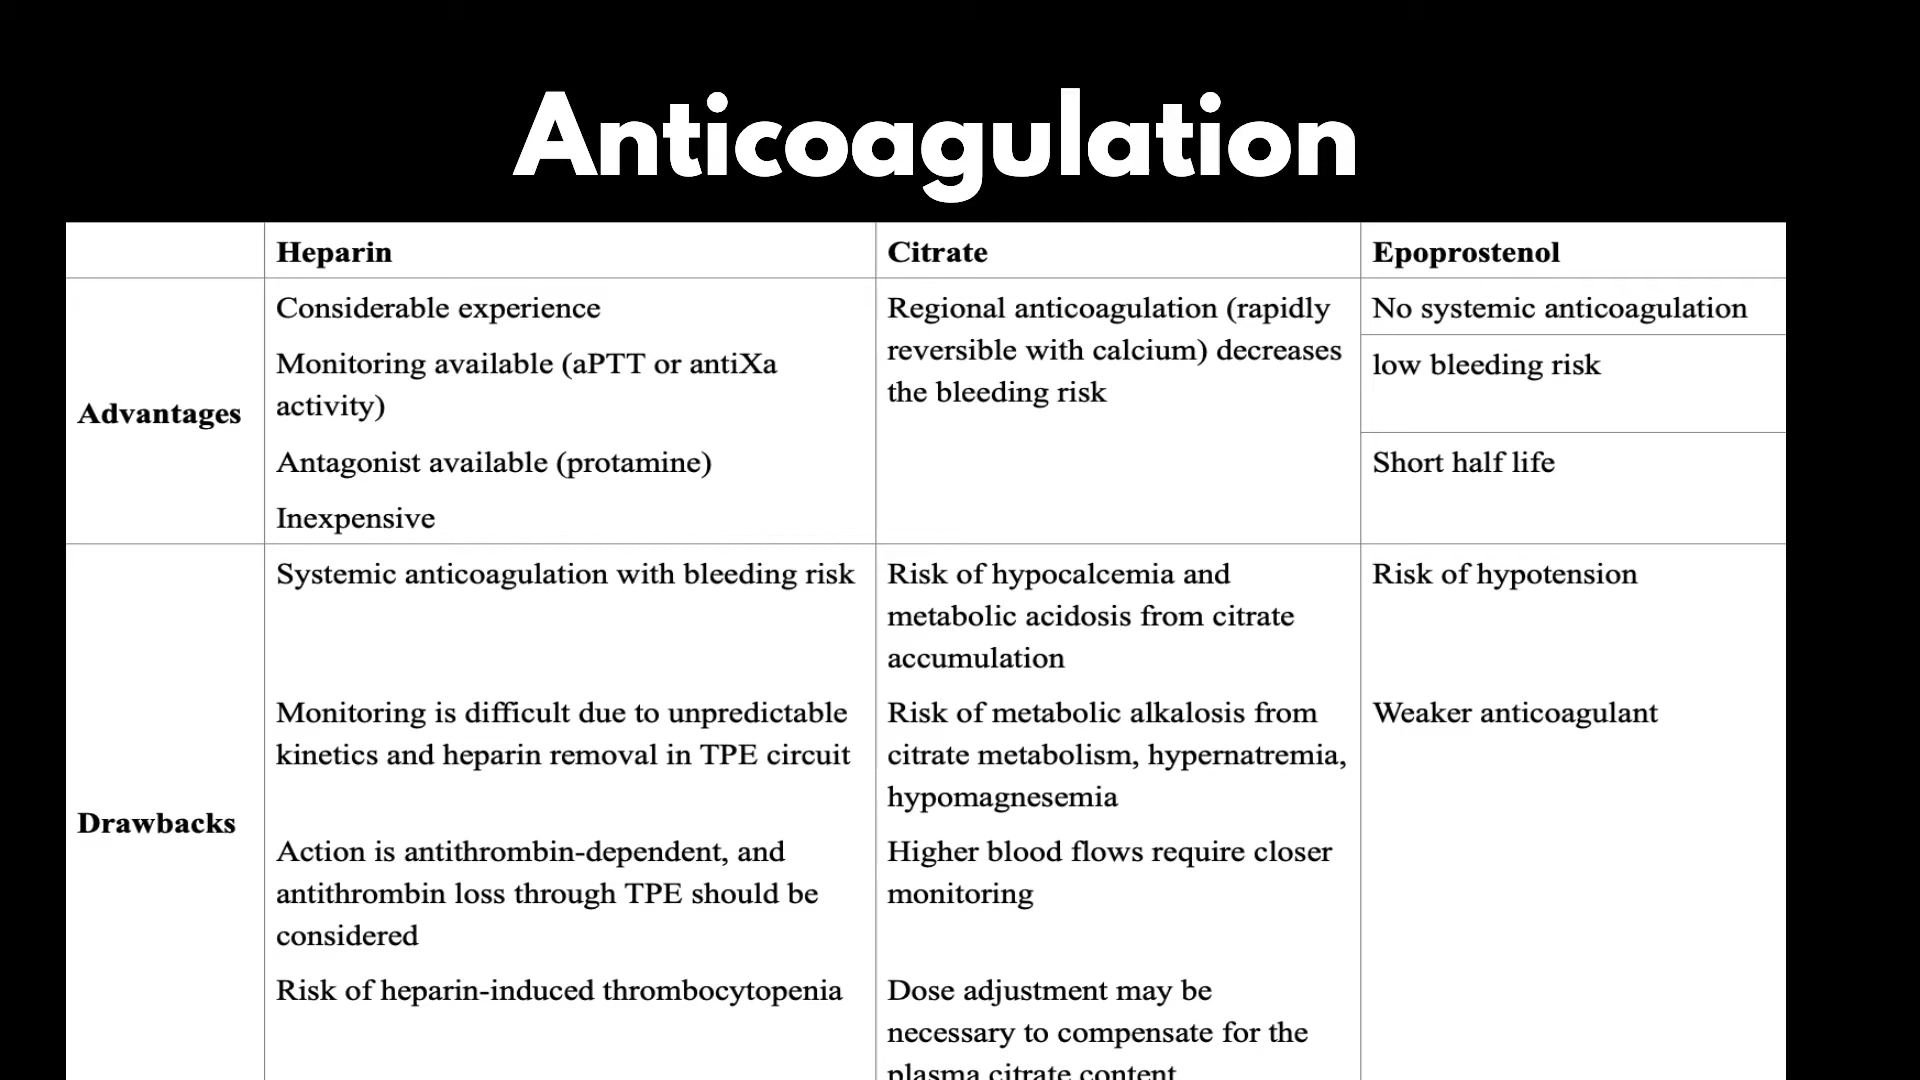 Anticoagulation
Heparin
Citrate
Epoprostenol
Advantages
Considerable experience
Monitoring available (aPTT or antiXa
activity)
Antagonist available (protamine)
Inexpensive
Regional anticoagulation (rapidly
reversible with calcium) decreases
the bleeding risk
No systemic anticoagulation
low bleeding risk
Short half life
Drawbacks
Systemic anticoagulation with bleeding risk
Monitoring is difficult due to unpredictable
kinetics and heparin removal in TPE circuit
Action is antithrombin-dependent, and
antithrombin loss through TPE should be
considered
Risk of heparin-induced thrombocytopenia
Risk of hypocalcemia and
metabolic acidosis from citrate
accumulation
Risk of metabolic alkalosis from
citrate metabolism, hypernatremia,
hypomagnesemia
Higher blood flows require closer
monitoring
Dose adjustment may be
necessary to compensate for the
plasma citrate content
Risk of hypotension
Weaker anticoagulant